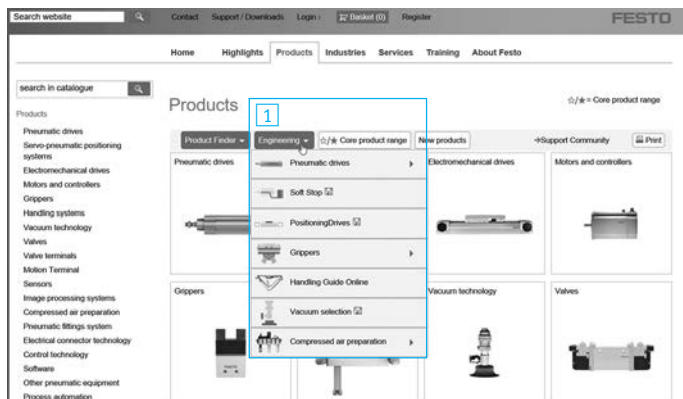 Search website
Contact Support / Downloads Login Basket (0) Register
FESTO
Home Highlights Products Industries Services Training About Festo
search in catalogue
☆/★= Core product range
Products
Products
1
Pneumatic drives
Servo-pneumatic positioning
systems
Electromechanical drives
Motors and controllers
Grippers
Handling systems
Vacuum technology
Valves
Valve terminals
Motion Terminal
Sensors
Image processing systems
Compressed air preparation
Pneumatic fittings system
Electrical connector technology
Control technology
Software
Other pneumatic equipment
Process automation
Product Finder Engineering ☆/★ Core product range New products
→Support Community Print
Pneumatic drives
Pneumatic drives
Soft Stop
PositioningDrives
Grippers
Handling Guide Online
Vacuum selection
Compressed air preparation
Electromechanical drives
Motors and controllers
Grippers
Vacuum technology
Valves